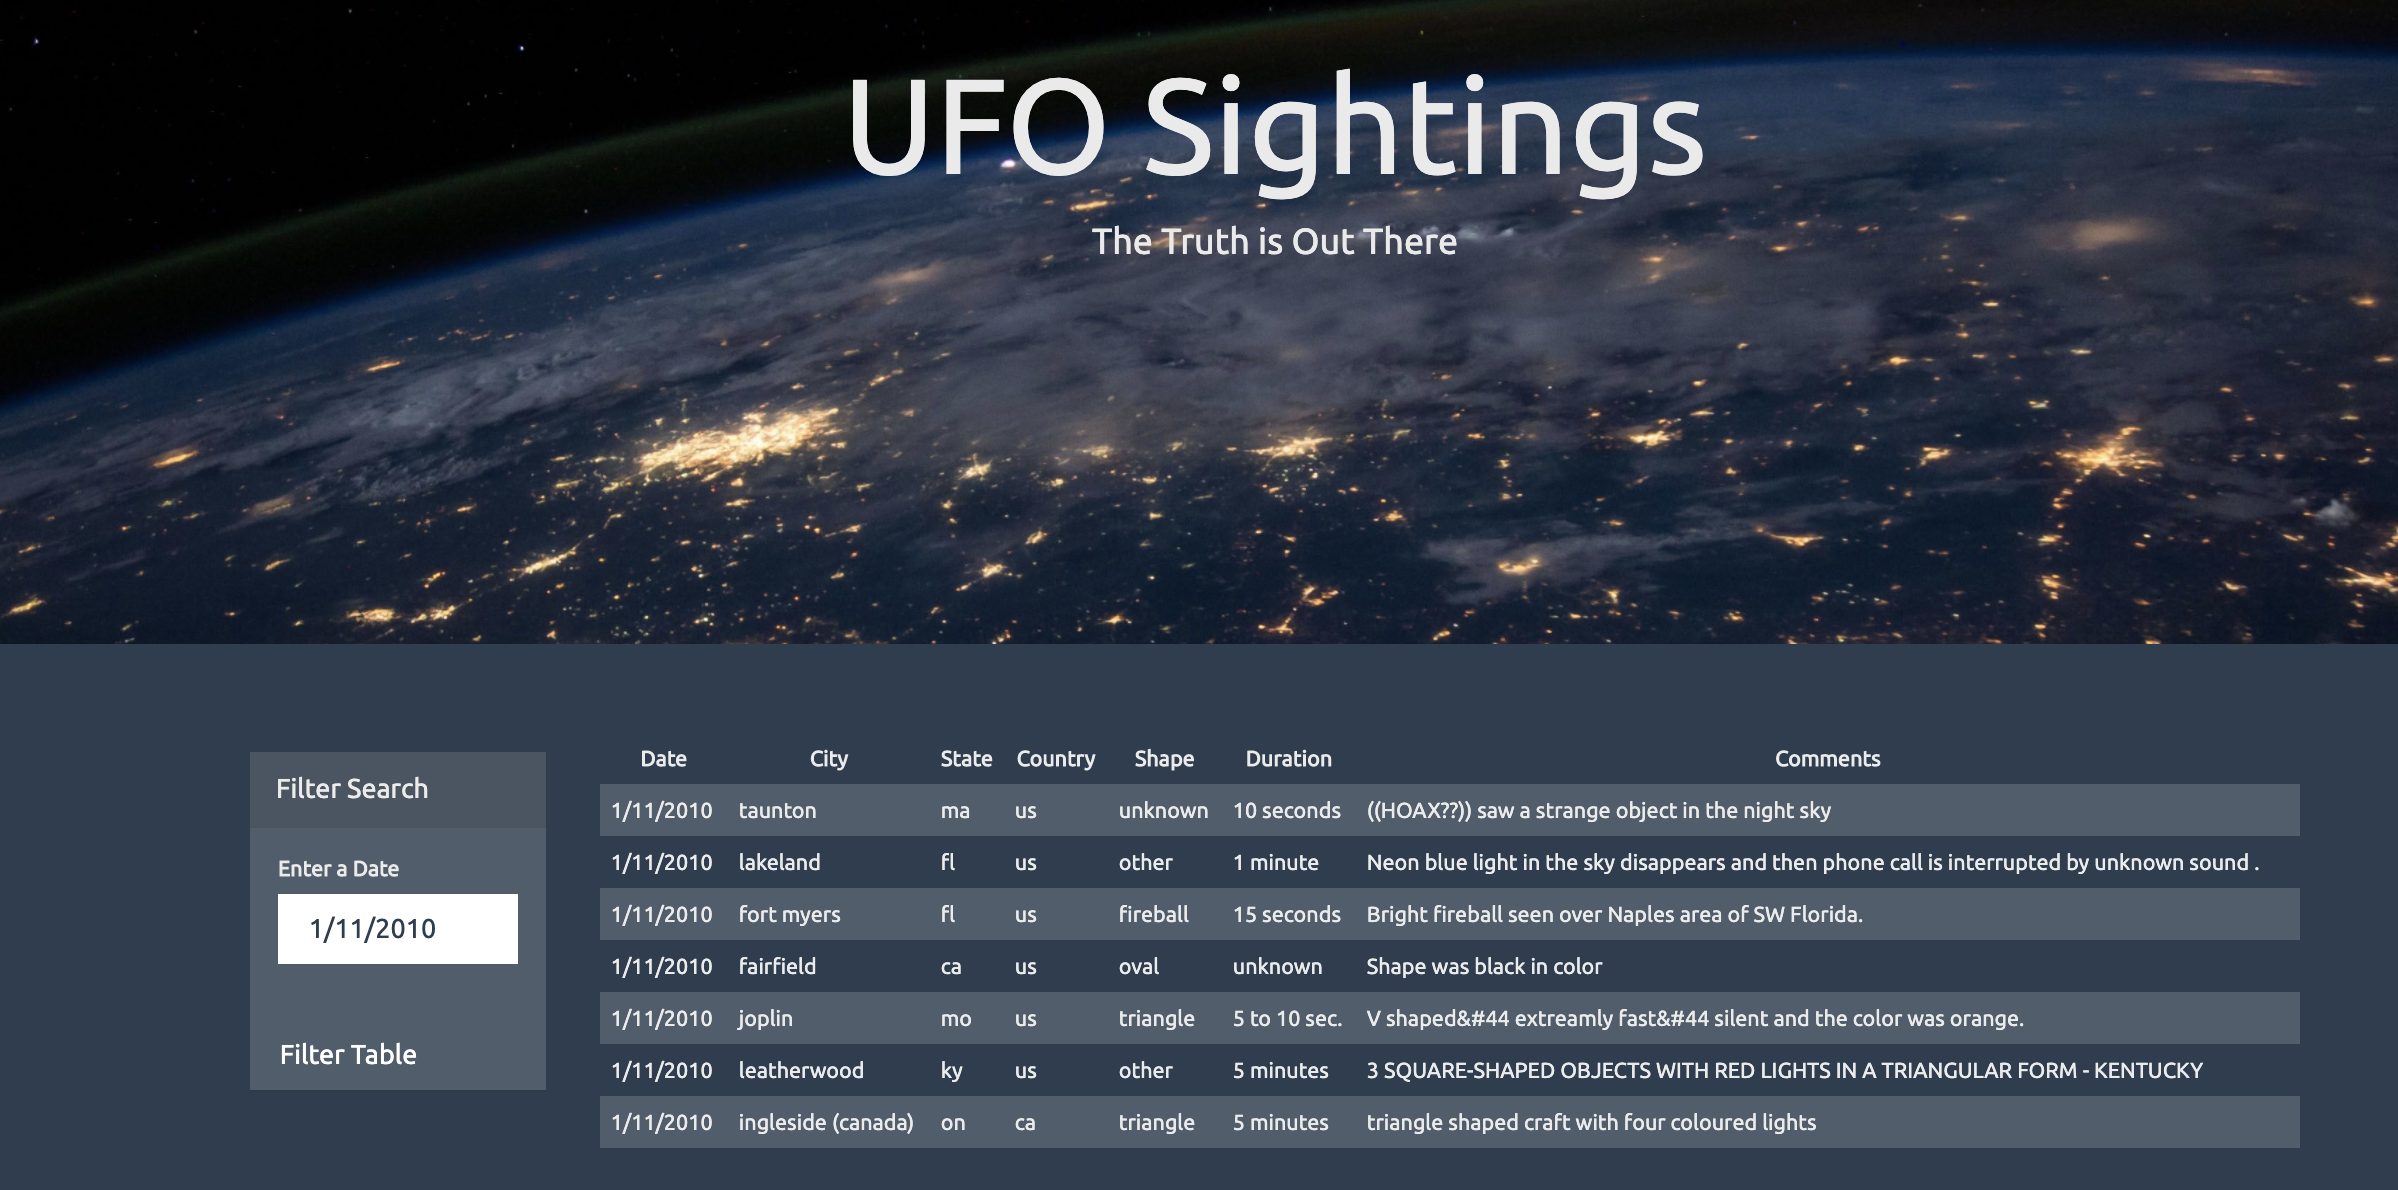 UFO Sightings
The Truth is Out There
Filter Search
Enter a Date
1/11/2010
Filter Table
Date City State Country Shape Duration Comments
1/11/2010 taunton ma us unknown 10 seconds ((HOAX??)) saw a strange object in the night sky
1/11/2010 lakeland fl us other 1 minute Neon blue light in the sky disappears and then phone call is interrupted by unknown sound .
1/11/2010 fort myers fl us fireball 15 seconds Bright fireball seen over Naples area of SW Florida.
1/11/2010 fairfield ca us oval unknown Shape was black in color
1/11/2010 joplin mo us triangle 5 to 10 sec. V shaped&#44 extreamly fast&#44 silent and the color was orange.
1/11/2010 leatherwood ky us other 5 minutes 3 SQUARE-SHAPED OBJECTS WITH RED LIGHTS IN A TRIANGULAR FORM - KENTUCKY
1/11/2010 ingleside (canada) on ca triangle 5 minutes triangle shaped craft with four coloured lights